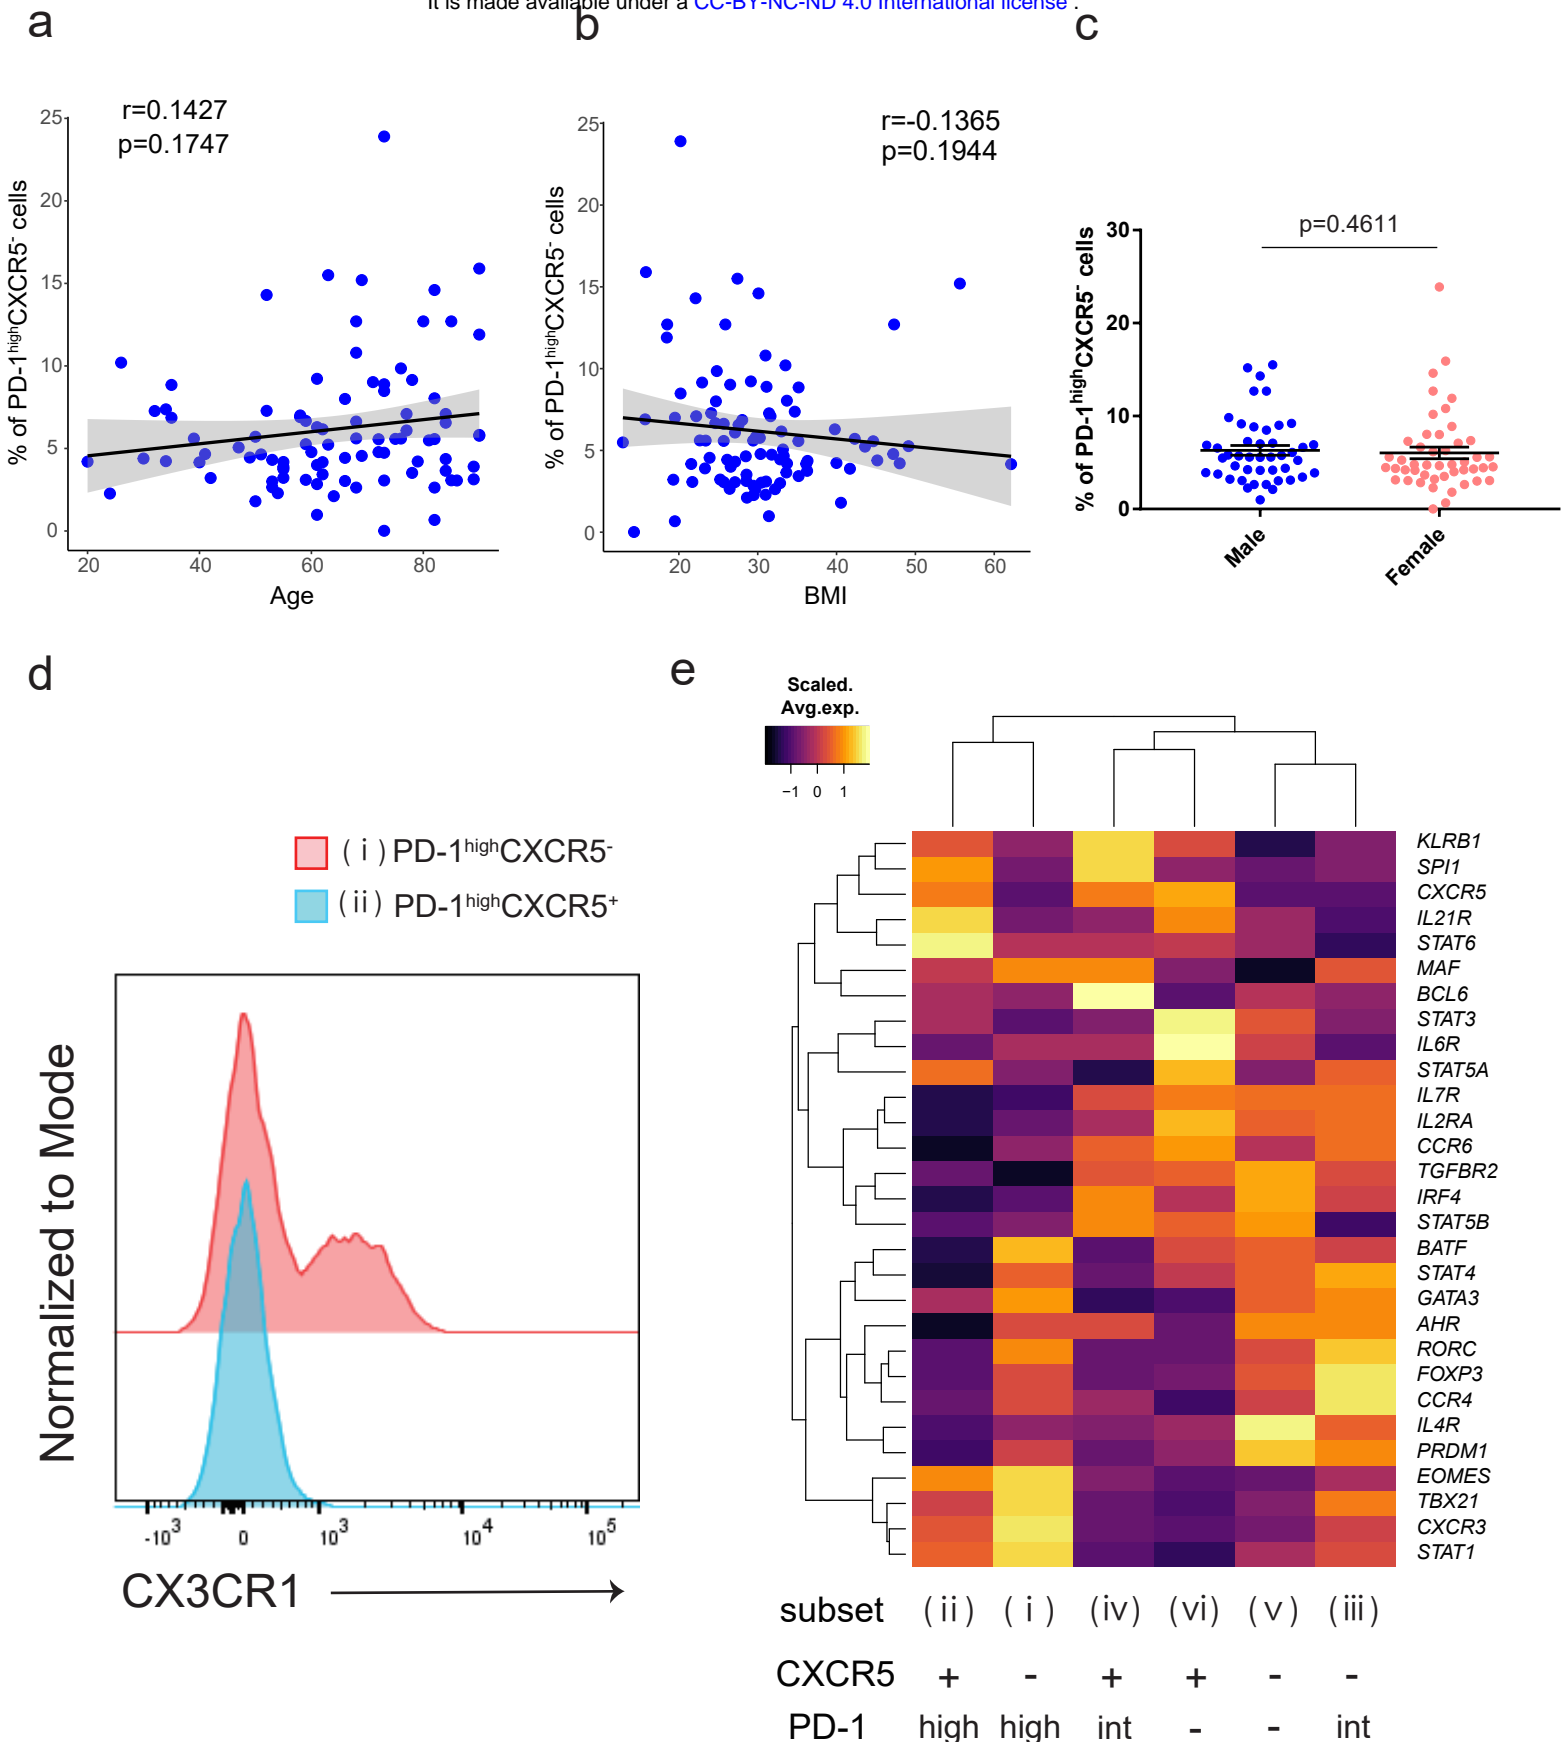 It is made available under a CC-BY-NC-ND 4.0 International license .
a
r=0.1427
p=0.1747
25
20
15
10
5
0
% of PD-1highCXCR5- cells
20 40 60 80
Age
b
r=-0.1365
p=0.1944
25
20
15
10
5
0
% of PD-1highCXCR5- cells
20 30 40 50 60
BMI
c
p=0.4611
30
20
10
0
% of PD-1highCXCR5- cells
Male
Female
d
( i ) PD-1highCXCR5-
(ii) PD-1highCXCR5+
Normalized to Mode
-10³ 0 10³ 10⁴ 10⁵
CX3CR1
e
Scaled.
Avg.exp.
−1 0 1
KLRB1
SPI1
CXCR5
IL21R
STAT6
MAF
BCL6
STAT3
IL6R
STAT5A
IL7R
IL2RA
CCR6
TGFBR2
IRF4
STAT5B
BATF
STAT4
GATA3
AHR
RORC
FOXP3
CCR4
IL4R
PRDM1
EOMES
TBX21
CXCR3
STAT1
subset (ii) ( i ) (iv) (vi) (v) (iii)
CXCR5 + - + + - -
PD-1 high high int - - int